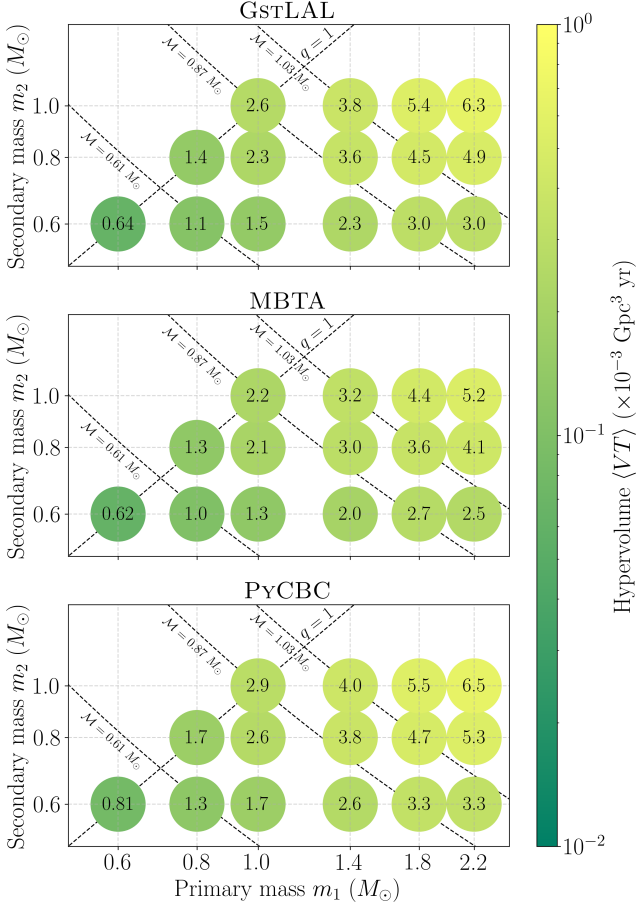 GstLAL
Secondary mass m₂ (M⊙)
1.0
0.8
0.6
ℳ = 0.61 M⊙
ℳ = 0.87 M⊙
ℳ = 1.03 M⊙
q = 1
2.6 3.8 5.4 6.3
1.4 2.3 3.6 4.5 4.9
0.64 1.1 1.5 2.3 3.0 3.0
MBTA
Secondary mass m₂ (M⊙)
1.0
0.8
0.6
ℳ = 0.61 M⊙
ℳ = 0.87 M⊙
ℳ = 1.03 M⊙
q = 1
2.2 3.2 4.4 5.2
1.3 2.1 3.0 3.6 4.1
0.62 1.0 1.3 2.0 2.7 2.5
PyCBC
Secondary mass m₂ (M⊙)
1.0
0.8
0.6
ℳ = 0.61 M⊙
ℳ = 0.87 M⊙
ℳ = 1.03 M⊙
q = 1
2.9 4.0 5.5 6.5
1.7 2.6 3.8 4.7 5.3
0.81 1.3 1.7 2.6 3.3 3.3
0.6 0.8 1.0 1.4 1.8 2.2
Primary mass m₁ (M⊙)
10⁰
10⁻¹
10⁻²
Hypervolume ⟨VT⟩ (×10⁻³ Gpc³ yr)